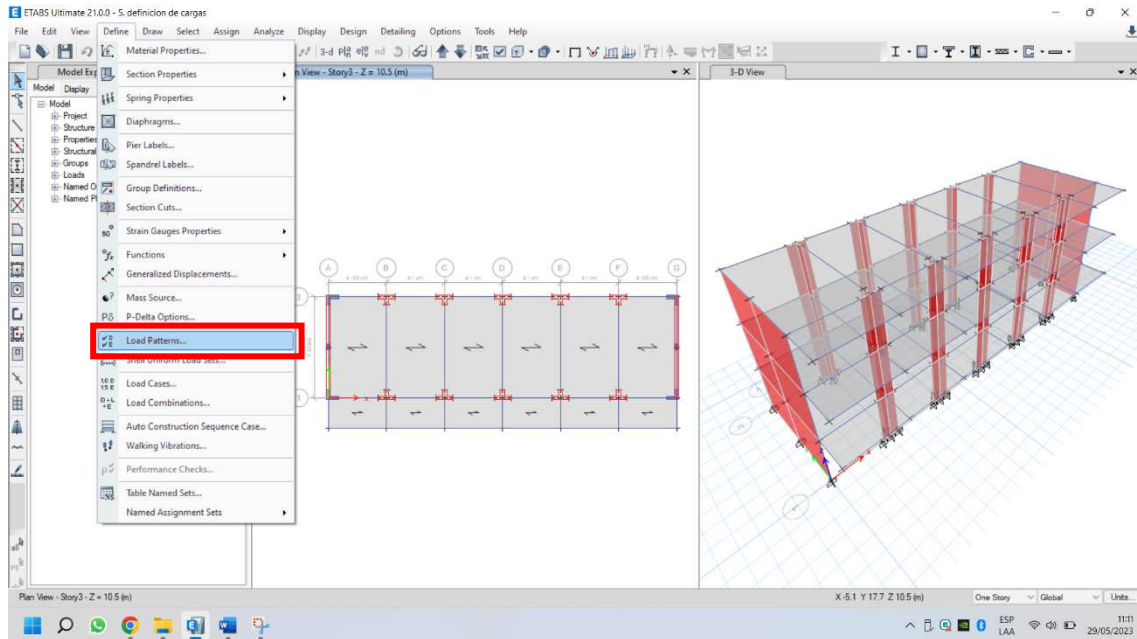 ETABS Ultimate 21.0.0 - 5. definicion de cargas
File Edit View Define Draw Select Assign Analyze Display Design Detailing Options Tools Help
Model Exp
Model Display
Model
Project
Structure
Properties
Structural
Groups
Loads
Named O
Named Pl
Material Properties...
Section Properties
Spring Properties
Diaphragms...
Pier Labels...
Spandrel Labels...
Group Definitions...
Section Cuts...
Strain Gauges Properties
Functions
Generalized Displacements...
Mass Source...
P-Delta Options...
Load Patterns...
Shell Uniform Load Sets...
Load Cases...
Load Combinations...
Auto Construction Sequence Case...
Walking Vibrations...
Performance Checks...
Table Named Sets...
Named Assignment Sets
n View - Story3 - Z = 10.5 (m)
A B C D E F G
x
3-D View
Plan View - Story3 - Z = 10.5 (m)
X -5.1 Y 17.7 Z 10.5 (m)
One Story Global Units...
ESP
LAA
11:11
29/05/2023